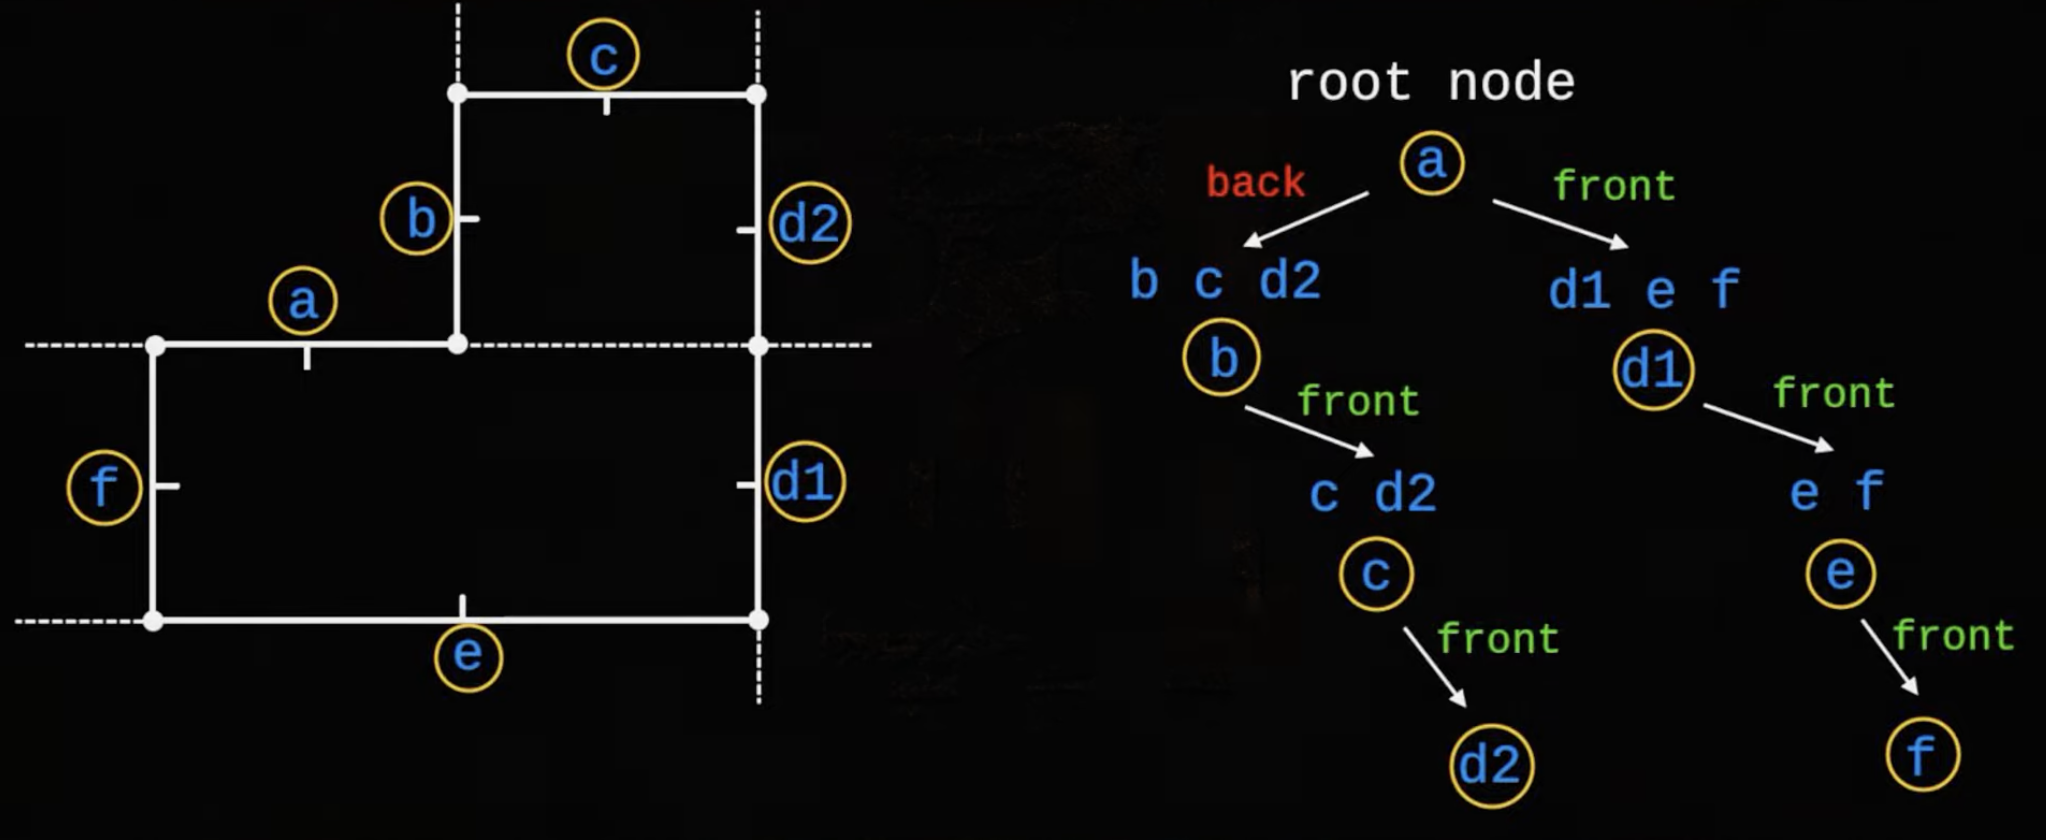 c
b
d2
a
f
d1
e
root node
a
back
front
b c d2
d1 e f
b
d1
front
front
c d2
e f
c
e
front
front
d2
f